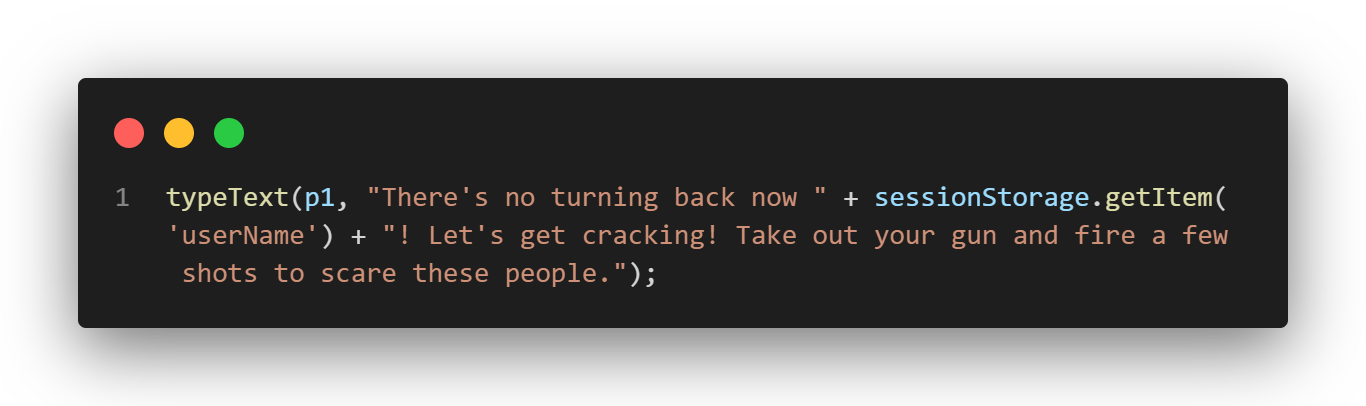 1 typeText(p1, "There's no turning back now " + sessionStorage.getItem(
'userName') + "! Let's get cracking! Take out your gun and fire a few
shots to scare these people.");